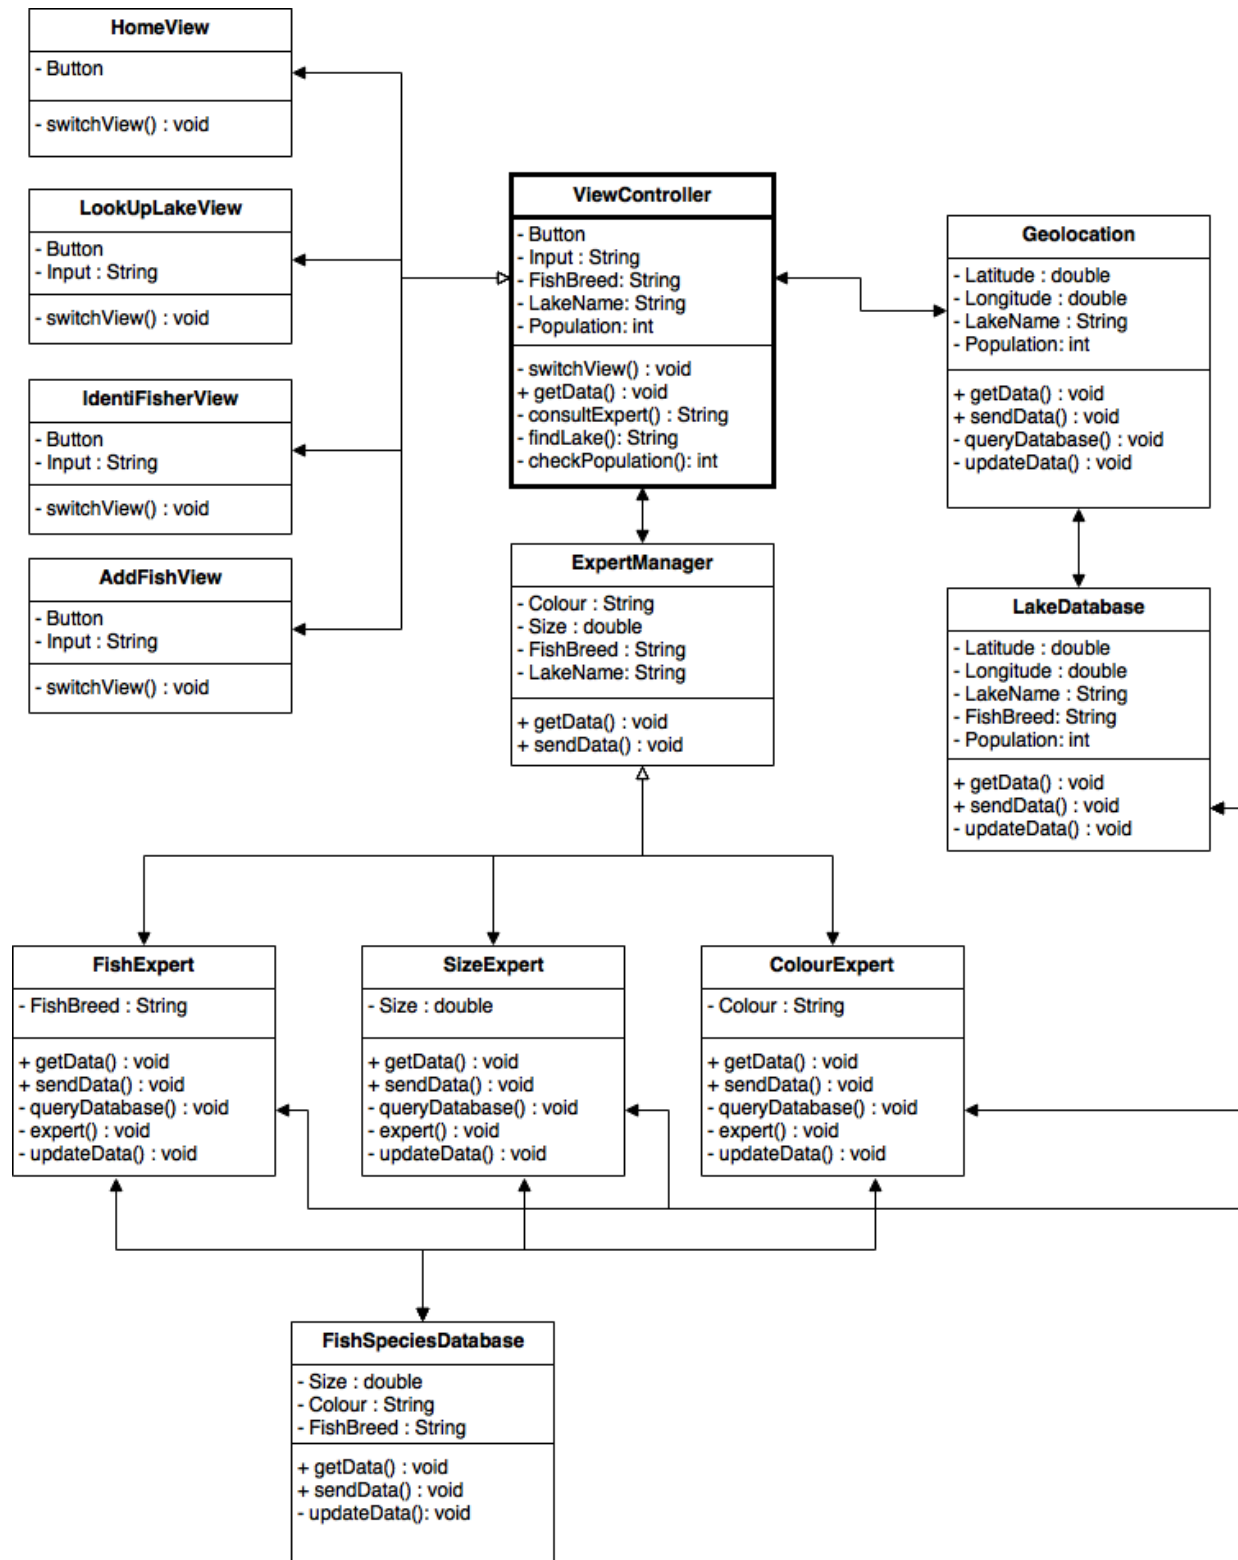 HomeView
- Button
- switchView() : void
LookUpLakeView
- Button
- Input : String
- switchView() : void
IdentiFisherView
- Button
- Input : String
- switchView() : void
AddFishView
- Button
- Input : String
- switchView() : void
ViewController
- Button
- Input : String
- FishBreed: String
- LakeName: String
- Population: int
- switchView() : void
+ getData() : void
- consultExpert() : String
- findLake(): String
- checkPopulation(): int
Geolocation
- Latitude : double
- Longitude : double
- LakeName : String
- Population: int
+ getData() : void
+ sendData() : void
- queryDatabase() : void
- updateData() : void
ExpertManager
- Colour : String
- Size : double
- FishBreed : String
- LakeName: String
+ getData() : void
+ sendData() : void
LakeDatabase
- Latitude : double
- Longitude : double
- LakeName : String
- FishBreed: String
- Population: int
+ getData() : void
+ sendData() : void
- updateData() : void
FishExpert
- FishBreed : String
+ getData() : void
+ sendData() : void
- queryDatabase() : void
- expert() : void
- updateData() : void
SizeExpert
- Size : double
+ getData() : void
+ sendData() : void
- queryDatabase() : void
- expert() : void
- updateData() : void
ColourExpert
- Colour : String
+ getData() : void
+ sendData() : void
- queryDatabase() : void
- expert() : void
- updateData() : void
FishSpeciesDatabase
- Size : double
- Colour : String
- FishBreed : String
+ getData() : void
+ sendData() : void
- updateData(): void